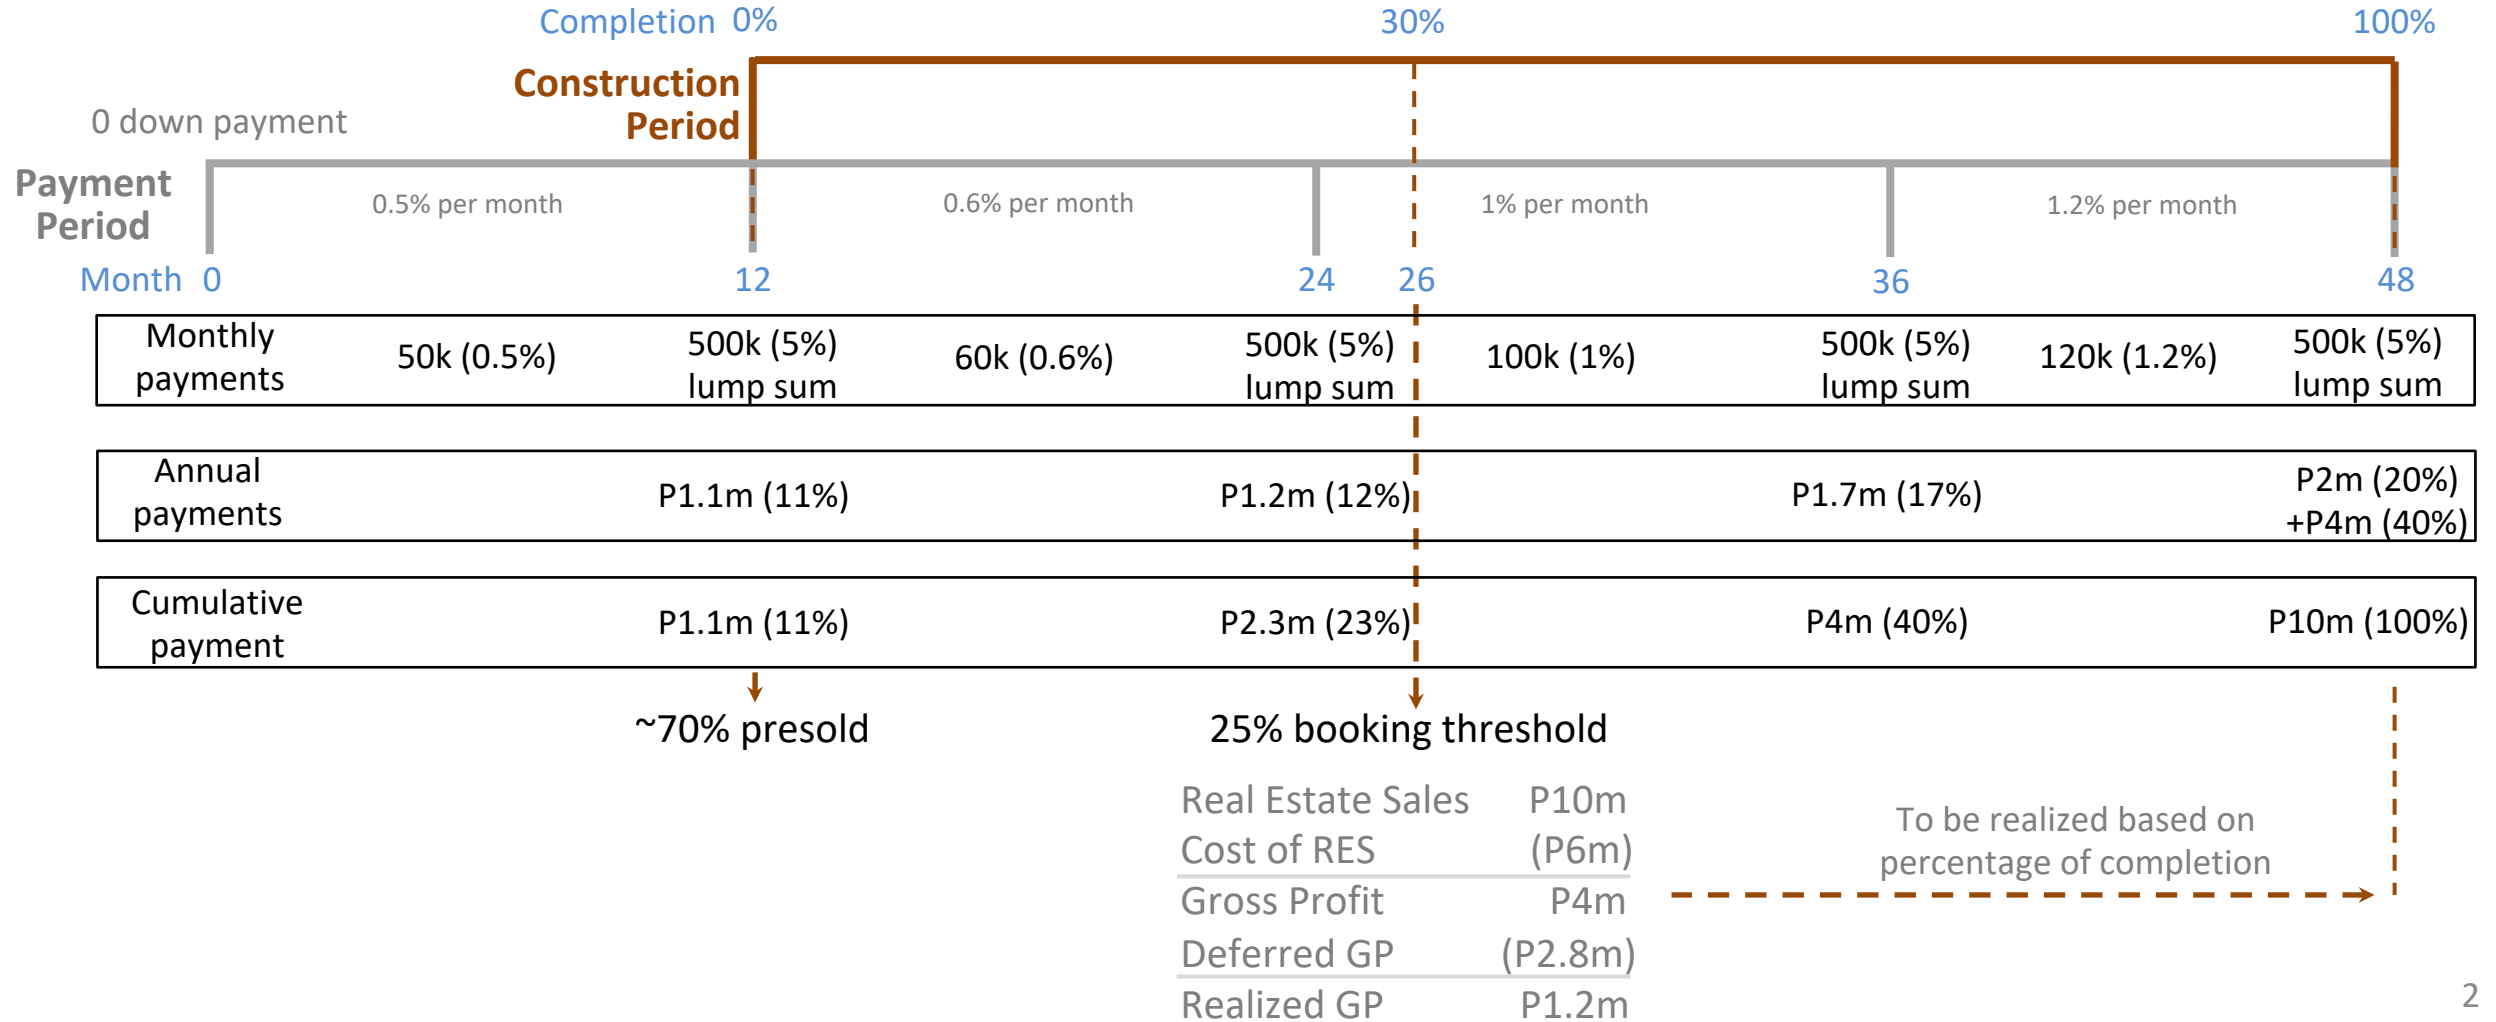 Completion 0% 30% 100%
Construction
Period
0 down payment
Payment
Period
0.5% per month 0.6% per month 1% per month 1.2% per month
Month 0 12 24 26 36 48
Monthly
payments
50k (0.5%)
500k (5%)
lump sum
60k (0.6%)
500k (5%)
lump sum
100k (1%)
500k (5%)
lump sum
120k (1.2%)
500k (5%)
lump sum
Annual
payments
P1.1m (11%)
P1.2m (12%)
P1.7m (17%)
P2m (20%)
+P4m (40%)
Cumulative
payment
P1.1m (11%)
P2.3m (23%)
P4m (40%)
P10m (100%)
~70% presold
25% booking threshold
Real Estate Sales P10m
Cost of RES (P6m)
Gross Profit P4m
Deferred GP (P2.8m)
Realized GP P1.2m
To be realized based on
percentage of completion
2